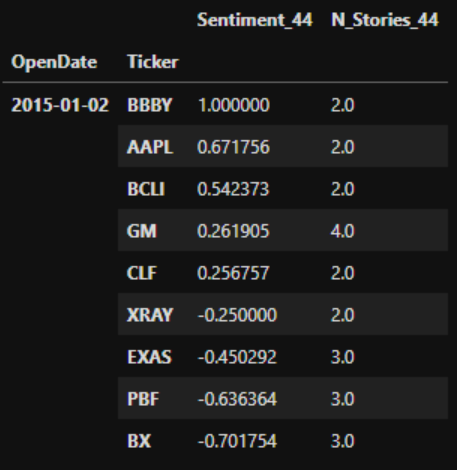 Sentiment_44 N_Stories_44
OpenDate Ticker
2015-01-02 BBBY 1.000000 2.0
AAPL 0.671756 2.0
BCLI 0.542373 2.0
GM 0.261905 4.0
CLF 0.256757 2.0
XRAY -0.250000 2.0
EXAS -0.450292 3.0
PBF -0.636364 3.0
BX -0.701754 3.0